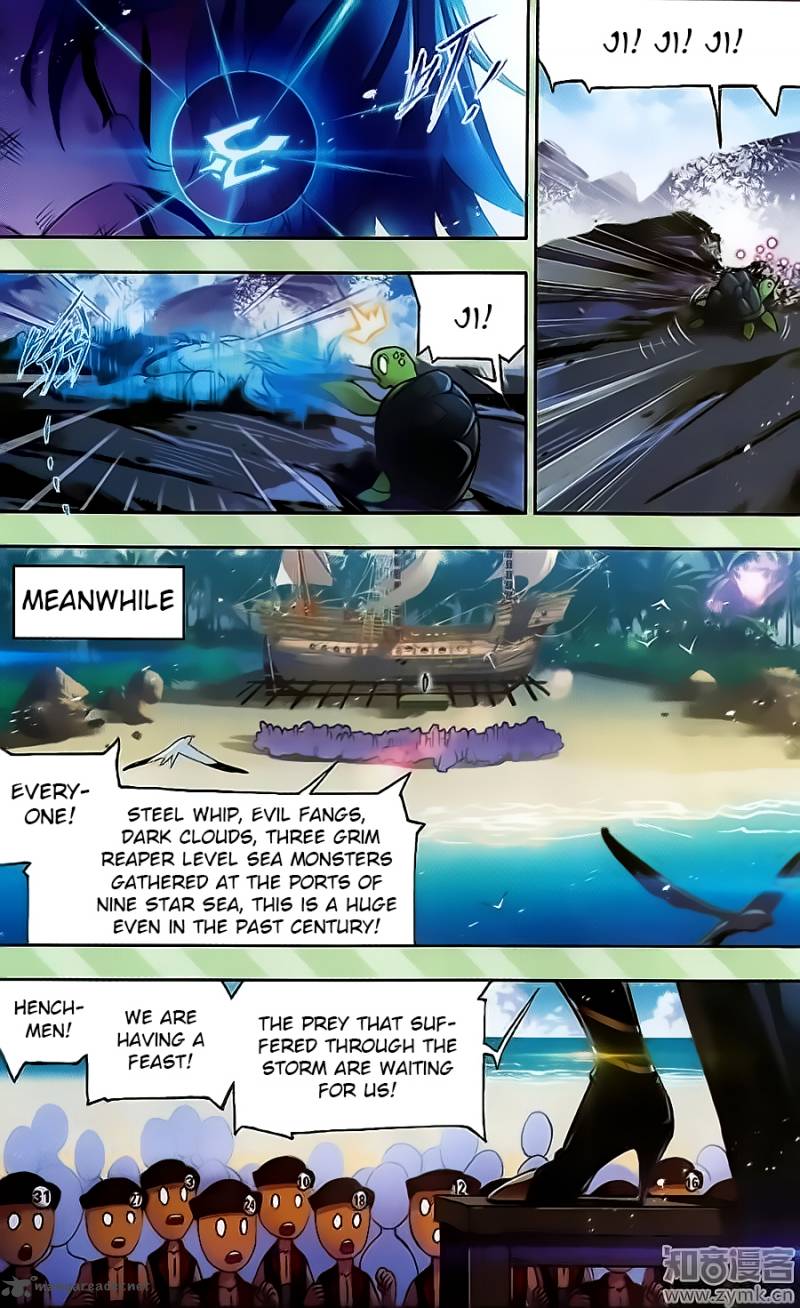 JI! JI! JI!
JI!
MEANWHILE
EVERY-
ONE!
STEEL WHIP, EVIL FANGS,
DARK CLOUDS, THREE GRIM
REAPER LEVEL SEA MONSTERS
GATHERED AT THE PORTS OF
NINE STAR SEA, THIS IS A HUGE
EVEN IN THE PAST CENTURY!
HENCH-
MEN!
WE ARE
HAVING A
FEAST!
THE PREY THAT SUF-
FERED THROUGH THE
STORM ARE WAITING
FOR US!
31
27
3
24
10
18
12
16
mangareader.net
知音漫客
www.zymk.cn